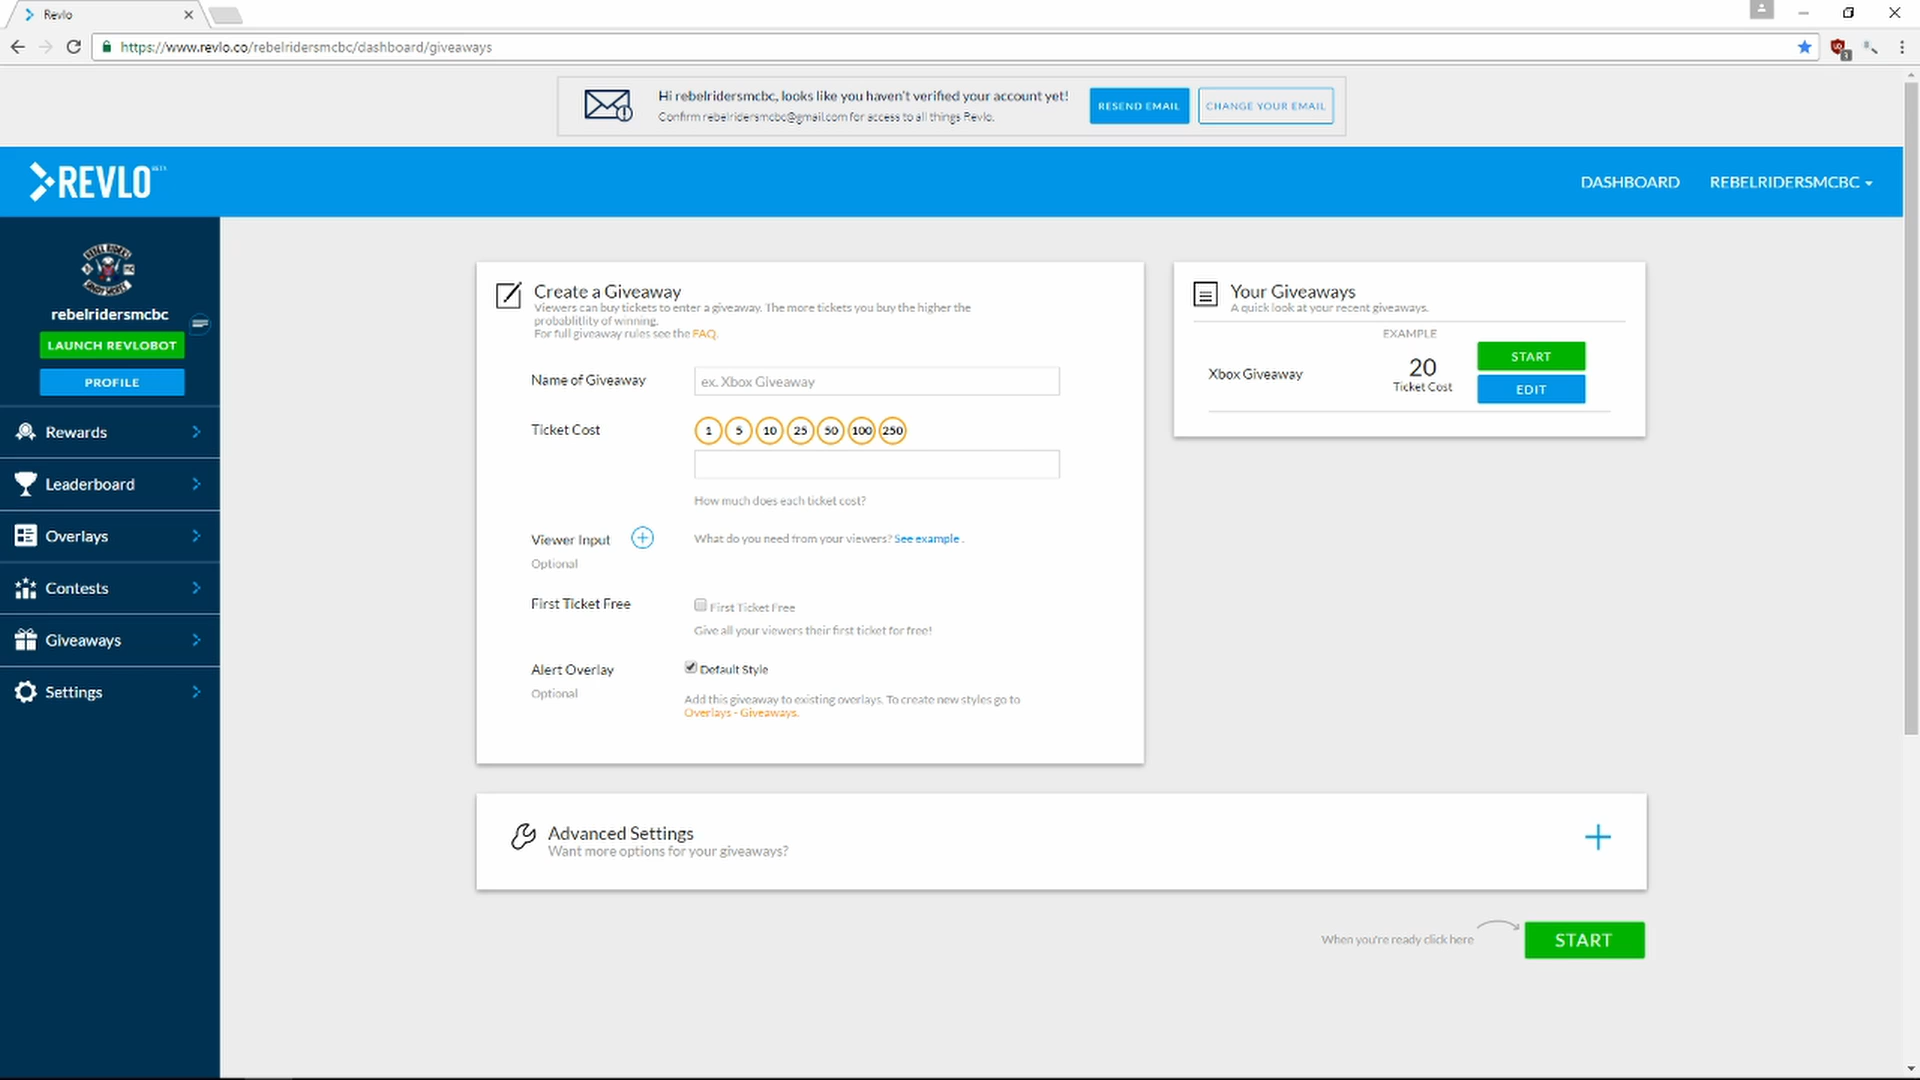 Revlo
https://www.revlo.co/rebelridersmcbc/dashboard/giveaways
Hi rebelridersmcbc, looks like you haven't verified your account yet!
Confirm rebelridersmcbc@gmail.com for access to all things Revlo.
RESEND EMAIL
CHANGE YOUR EMAIL
REVLO BETA
DASHBOARD
REBELRIDERSMCBC
REBEL RIDERS
MC
rebelridersmcbc
LAUNCH REVLOBOT
PROFILE
Rewards
Leaderboard
Overlays
Contests
Giveaways
Settings
Create a Giveaway
Viewers can buy tickets to enter a giveaway. The more tickets you buy the higher the
probablitlity of winning.
For full giveaway rules see the FAQ.
Name of Giveaway
ex. Xbox Giveaway
Ticket Cost
1 5 10 25 50 100 250
How much does each ticket cost?
Viewer Input
Optional
What do you need from your viewers? See example .
First Ticket Free
First Ticket Free
Give all your viewers their first ticket for free!
Alert Overlay
Optional
Default Style
Add this giveaway to existing overlays. To create new styles go to
Overlays - Giveaways.
Your Giveaways
A quick look at your recent giveaways.
EXAMPLE
Xbox Giveaway
20
Ticket Cost
START
EDIT
Advanced Settings
Want more options for your giveaways?
When you're ready click here
START